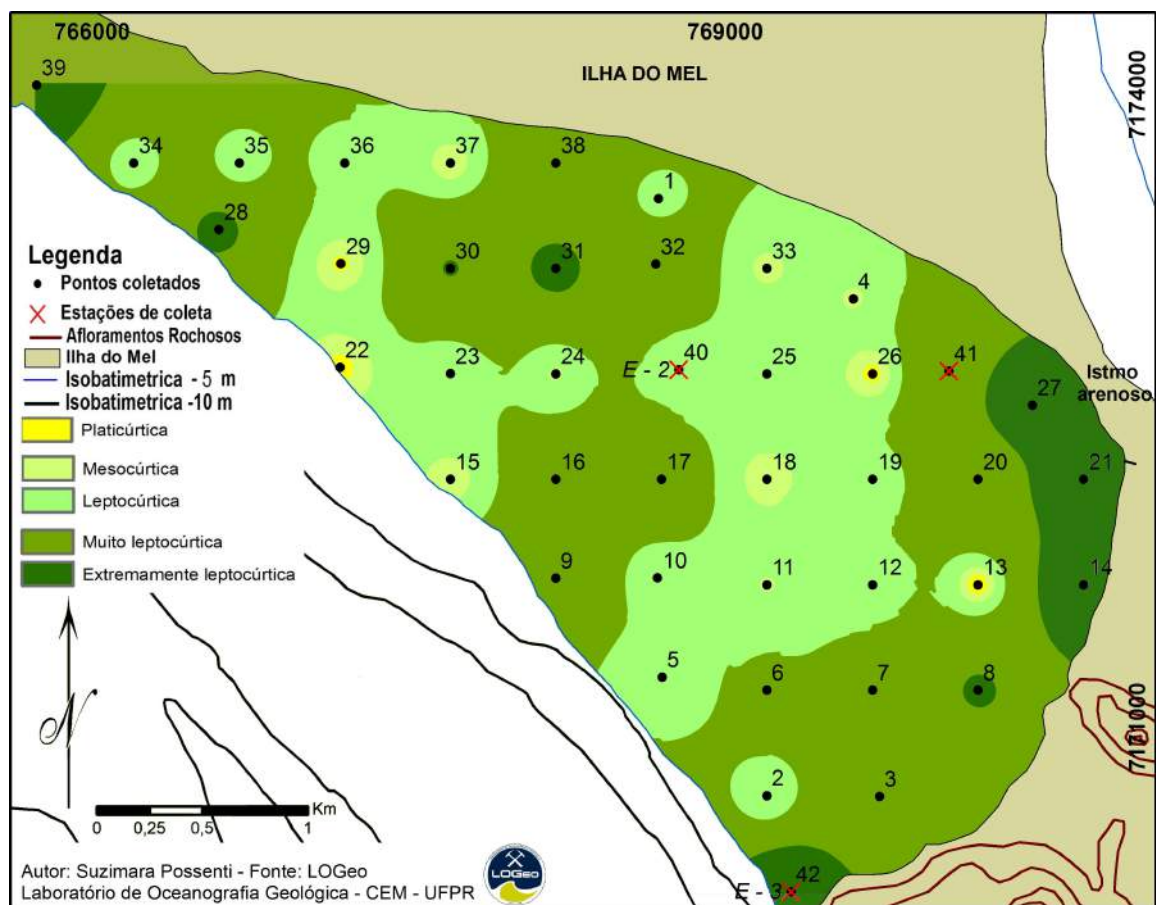 766000
769000
ILHA DO MEL
7174000
39
34
35
36
37
38
1
28
29
30
31
32
33
4
Legenda
Pontos coletados
Estações de coleta
Afloramentos Rochosos
Ilha do Mel
Isobatimetrica - 5 m
Isobatimetrica -10 m
Platicúrtica
Mesocúrtica
Leptocúrtica
Muito leptocúrtica
Extremamente leptocúrtica
22
23
24
E - 2
40
25
26
41
27
Istmo
arenoso
15
16
17
18
19
20
21
9
10
11
12
13
14
5
6
7
8
7171000
2
3
E - 3
42
N
Km
0
0,25
0,5
1
Autor: Suzimara Possenti - Fonte: LOGeo
Laboratório de Oceanografia Geológica - CEM - UFPR
LOGeo